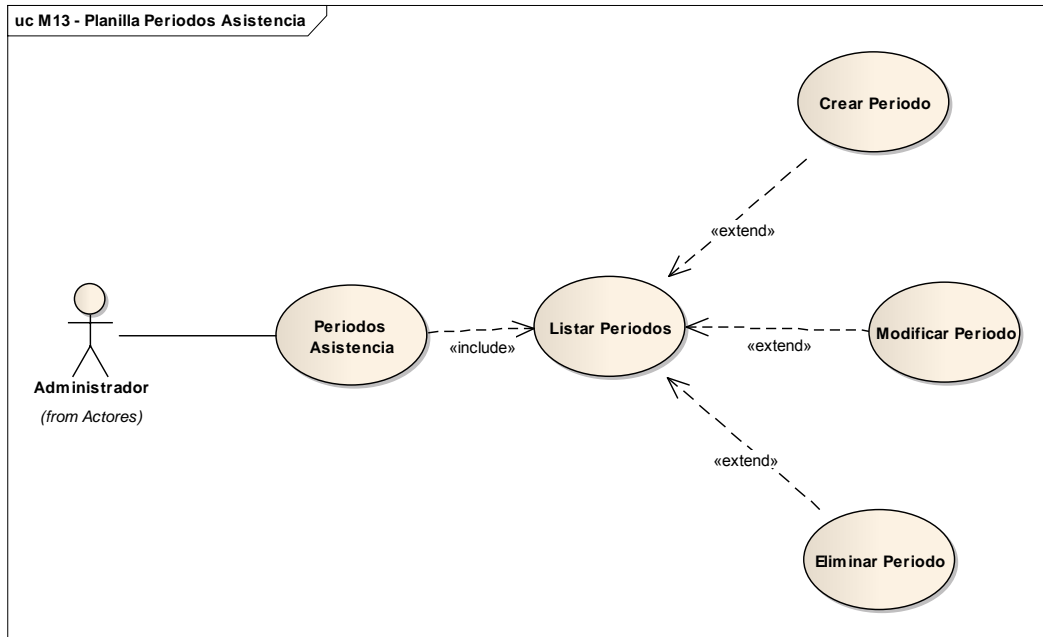 uc M13 - Planilla Periodos Asistencia
Crear Periodo
«extend»
Periodos
Asistencia
Listar Periodos
Modificar Periodo
«include»
«extend»
Administrador
(from Actores)
«extend»
Eliminar Periodo